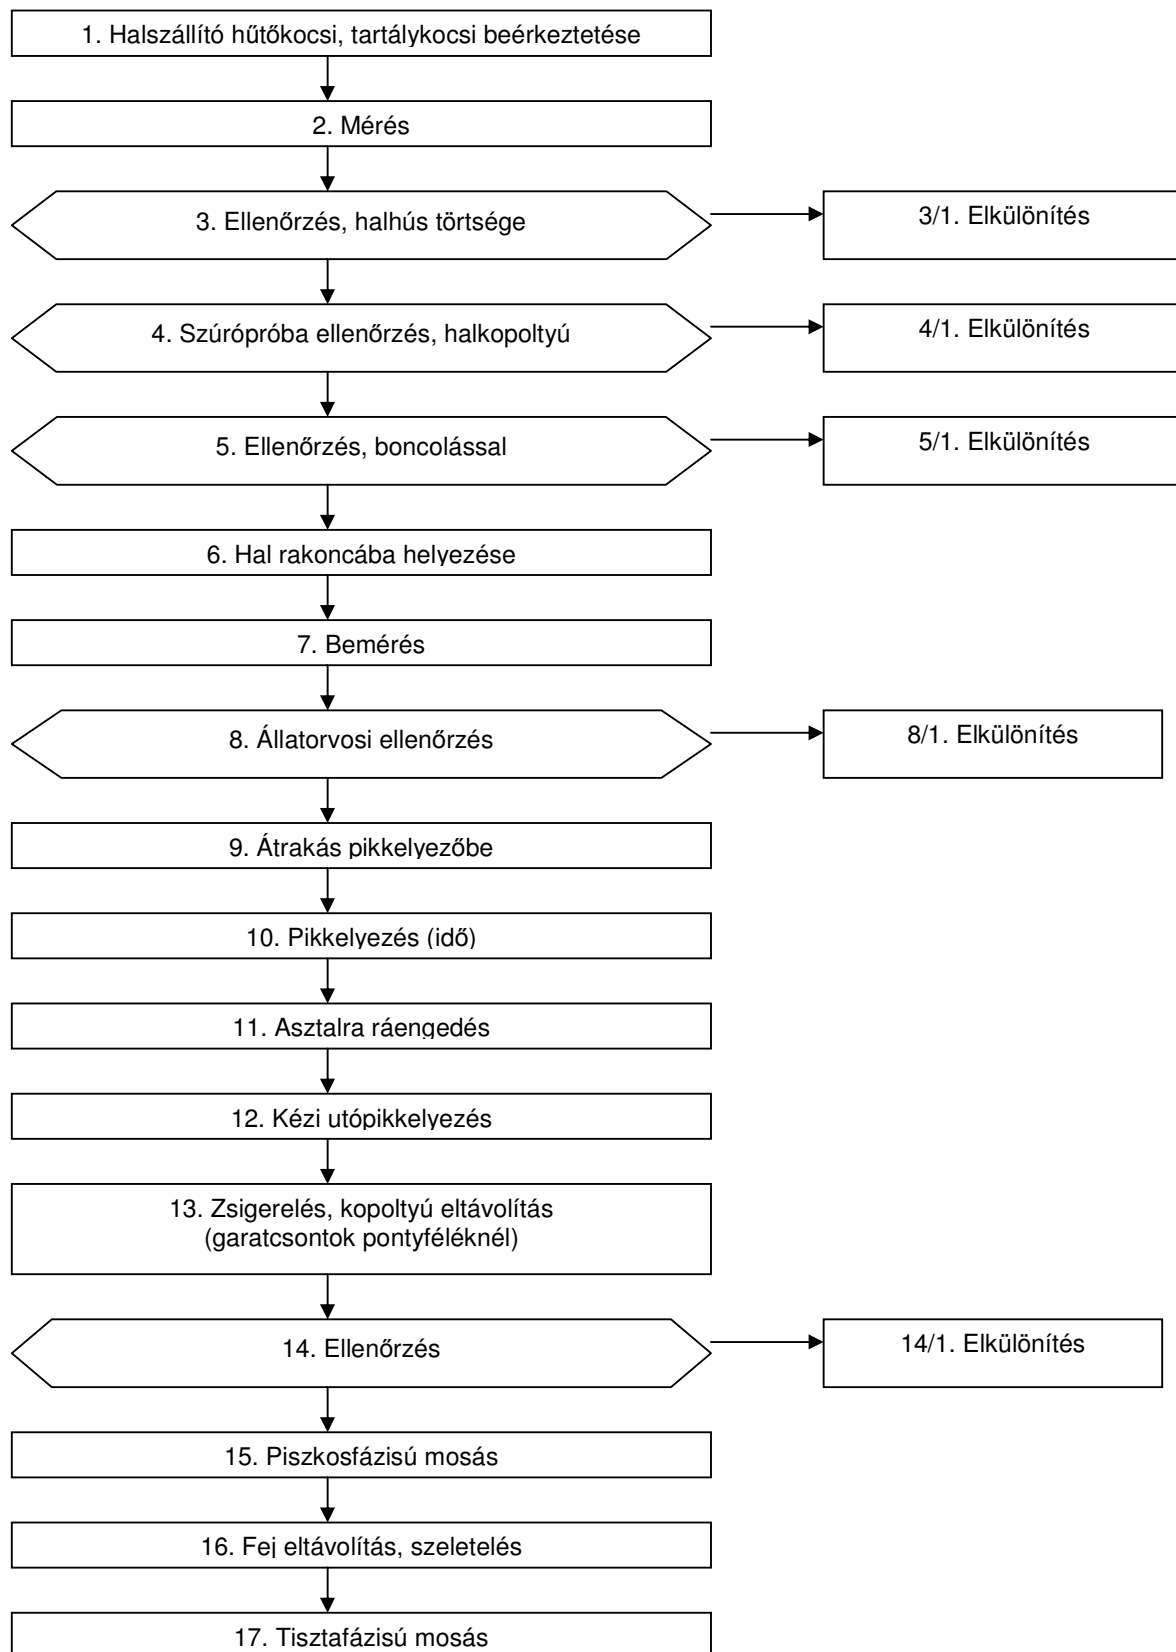 1. Halszállító hűtőkocsi, tartálykocsi beérkeztetése
2. Mérés
3. Ellenőrzés, halhús törtsége
3/1. Elkülönítés
4. Szúrópróba ellenőrzés, halkopoltyú
4/1. Elkülönítés
5. Ellenőrzés, boncolással
5/1. Elkülönítés
6. Hal rakoncába helyezése
7. Bemérés
8. Állatorvosi ellenőrzés
8/1. Elkülönítés
9. Átrakás pikkelyezőbe
10. Pikkelyezés (idő)
11. Asztalra ráengedés
12. Kézi utópikkelyezés
13. Zsigerelés, kopoltyú eltávolítás
(garatcsontok pontyféléknél)
14. Ellenőrzés
14/1. Elkülönítés
15. Piszkosfázisú mosás
16. Fej eltávolítás, szeletelés
17. Tisztafázisú mosás